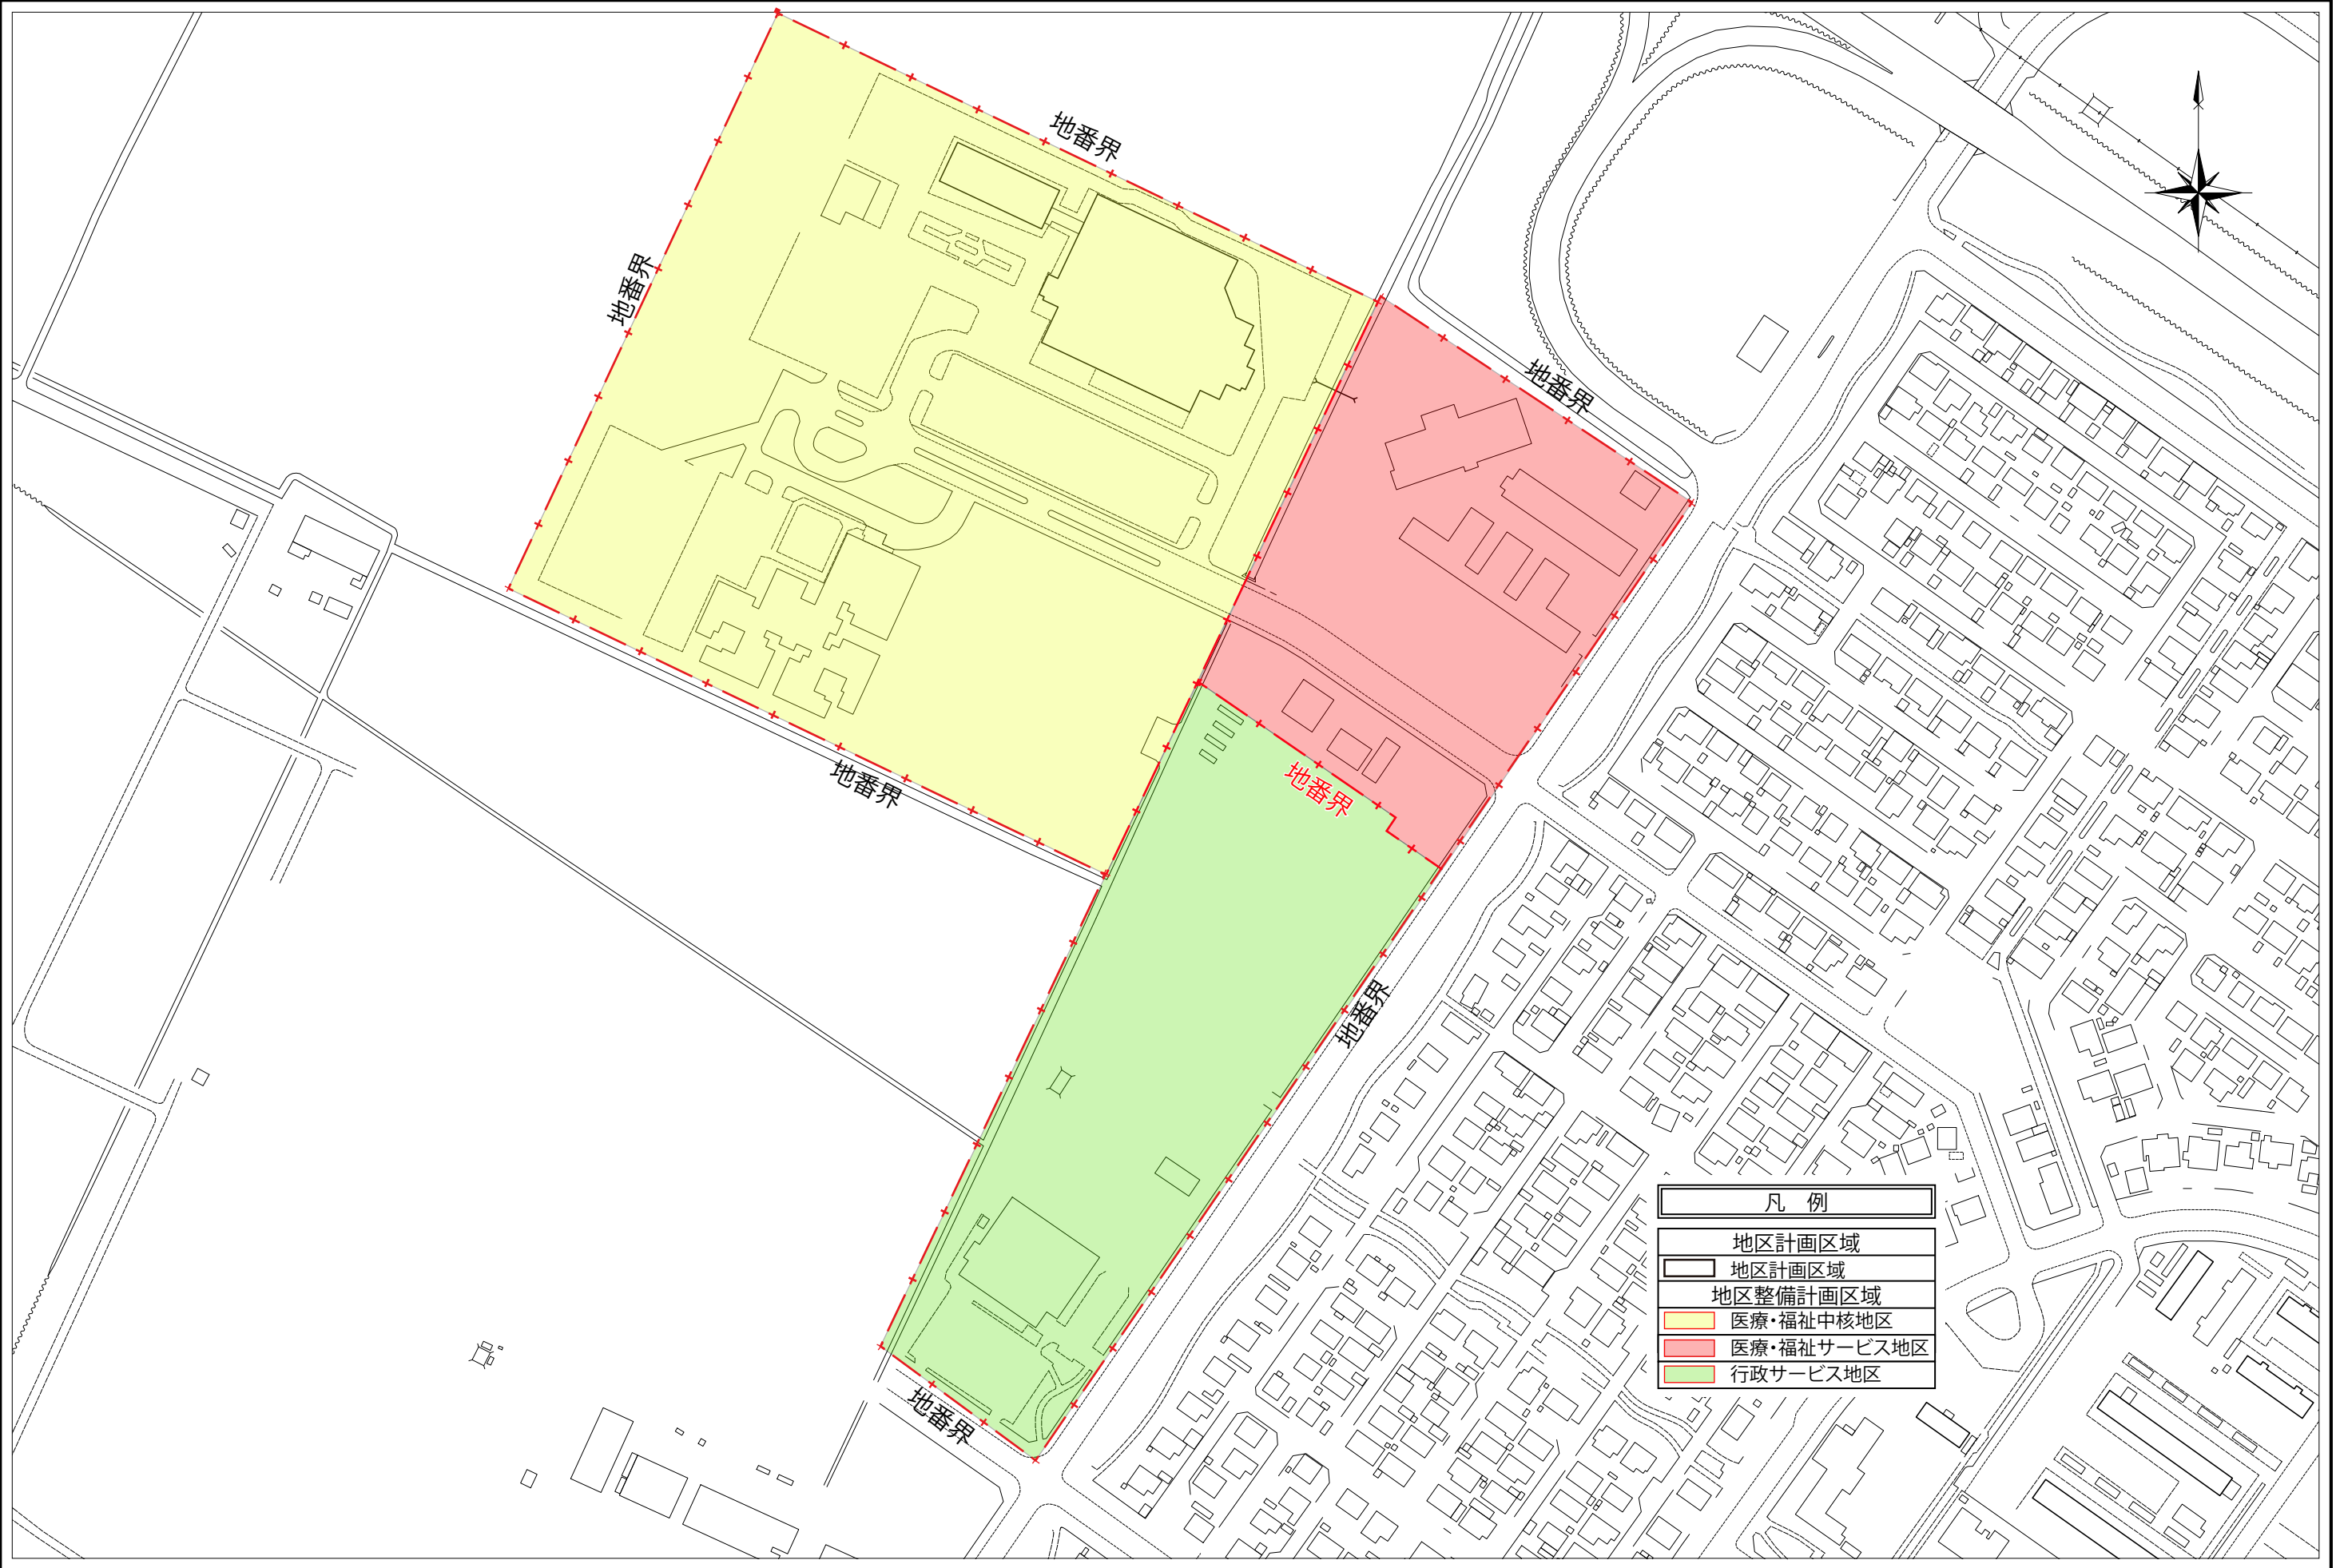 地番界
地番界
地番界
地番界
地番界
地番界
地番界
凡 例
地区計画区域
地区計画区域
地区整備計画区域
医療・福祉中核地区
医療・福祉サービス地区
行政サービス地区